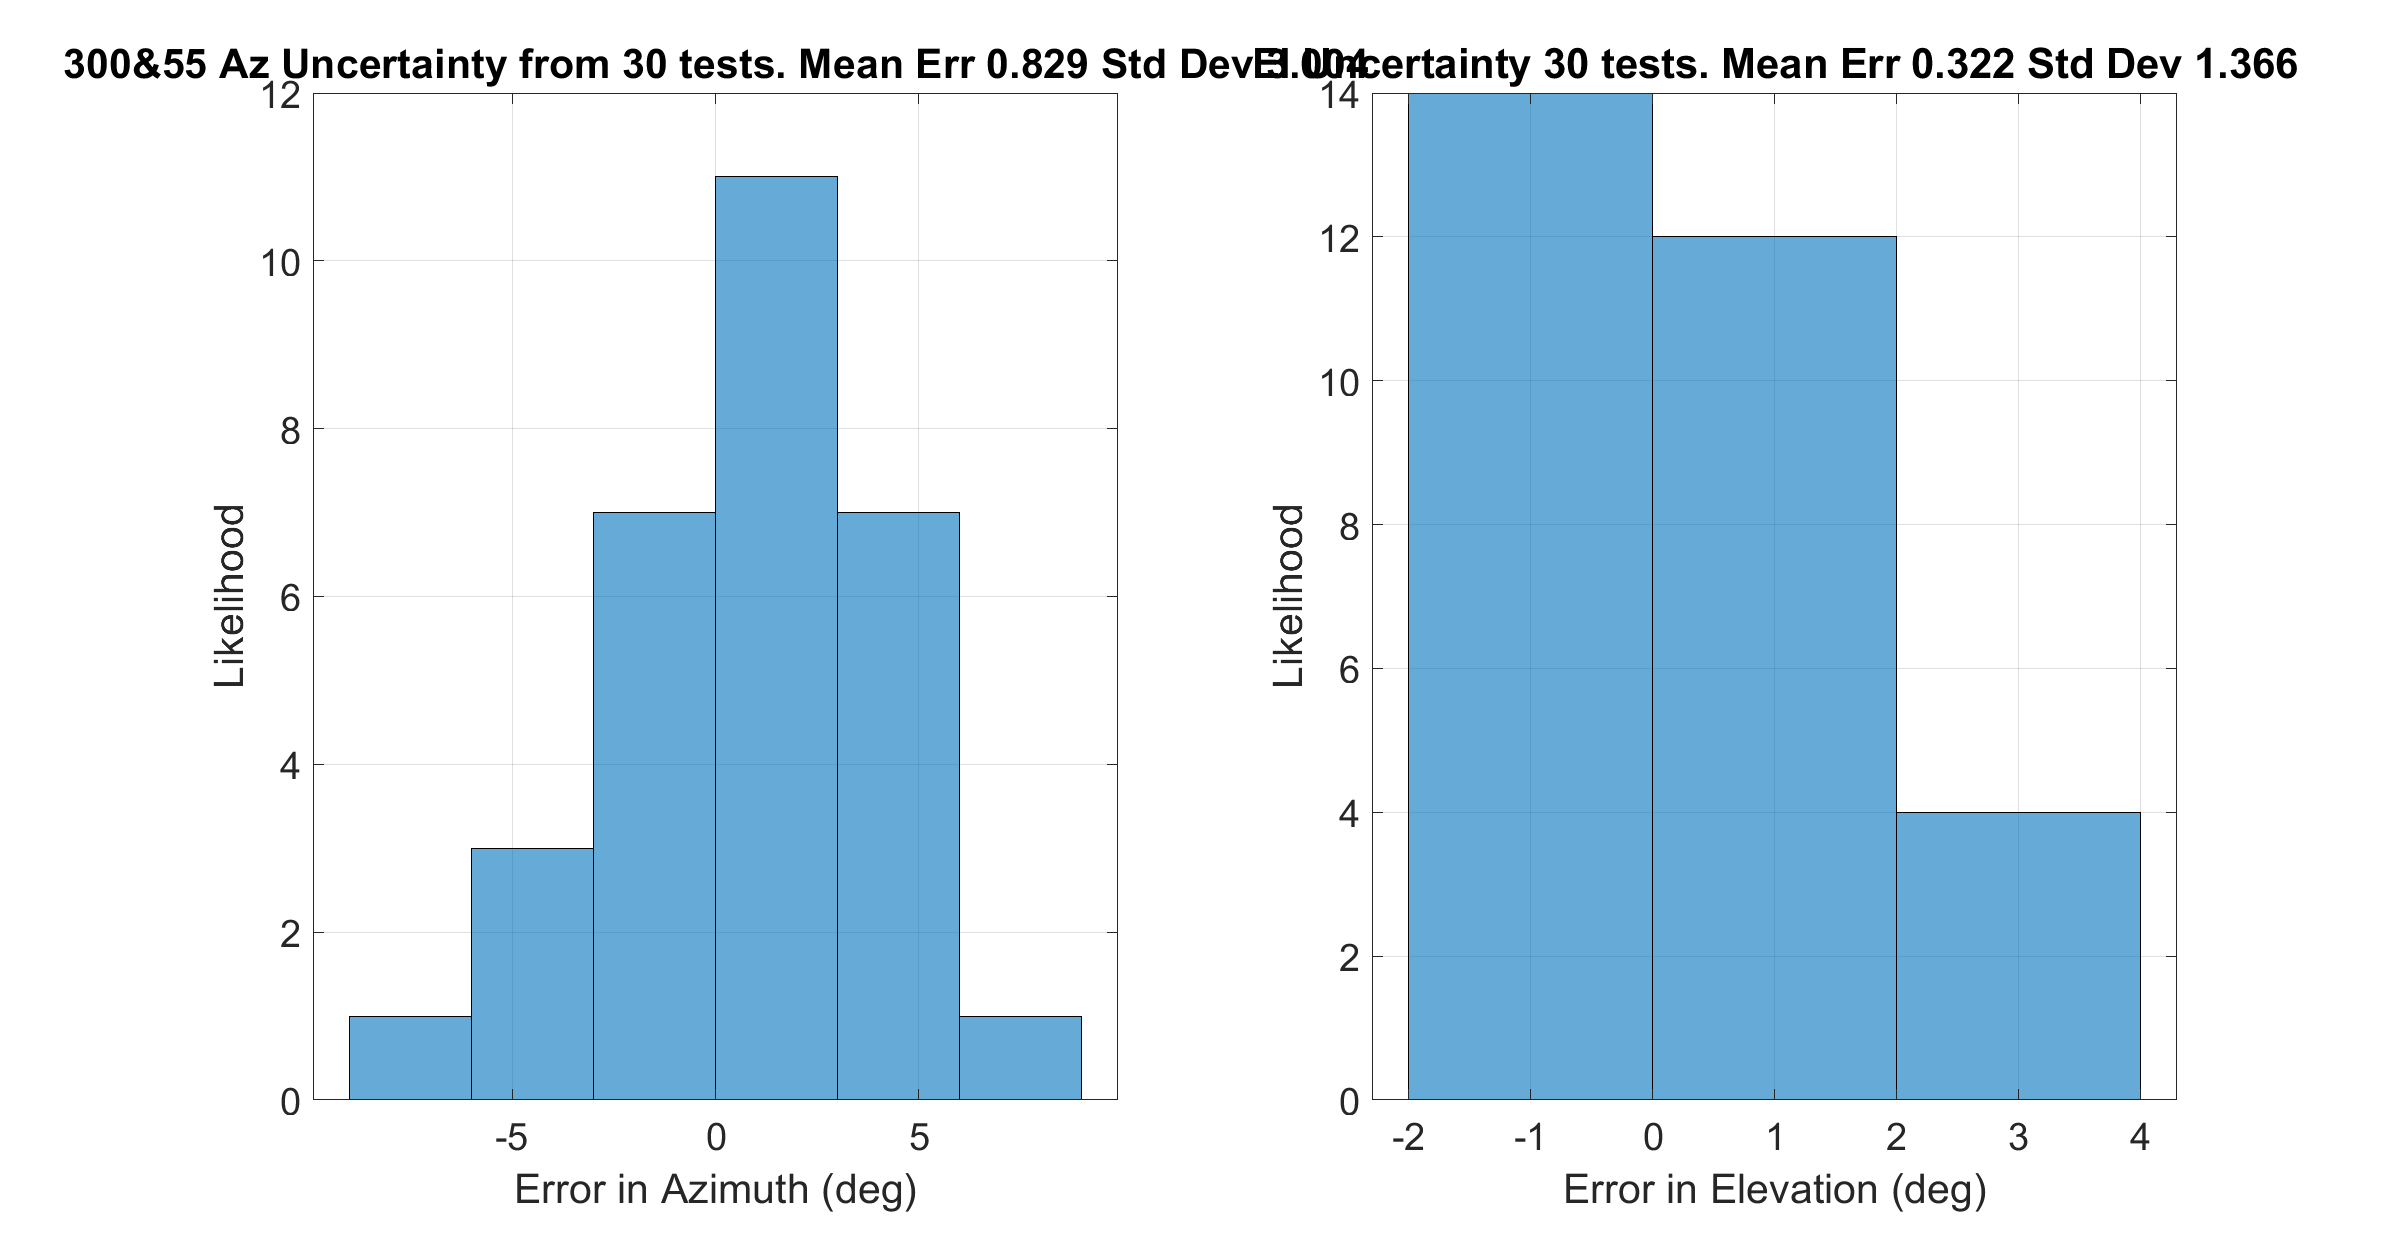 300&55 Az Uncertainty from 30 tests. Mean Err 0.829 Std Dev 3.004
El Uncertainty 30 tests. Mean Err 0.322 Std Dev 1.366
12
10
8
6
4
2
0
Likelihood
-5 0 5
Error in Azimuth (deg)
14
12
10
8
6
4
2
0
Likelihood
-2 -1 0 1 2 3 4
Error in Elevation (deg)